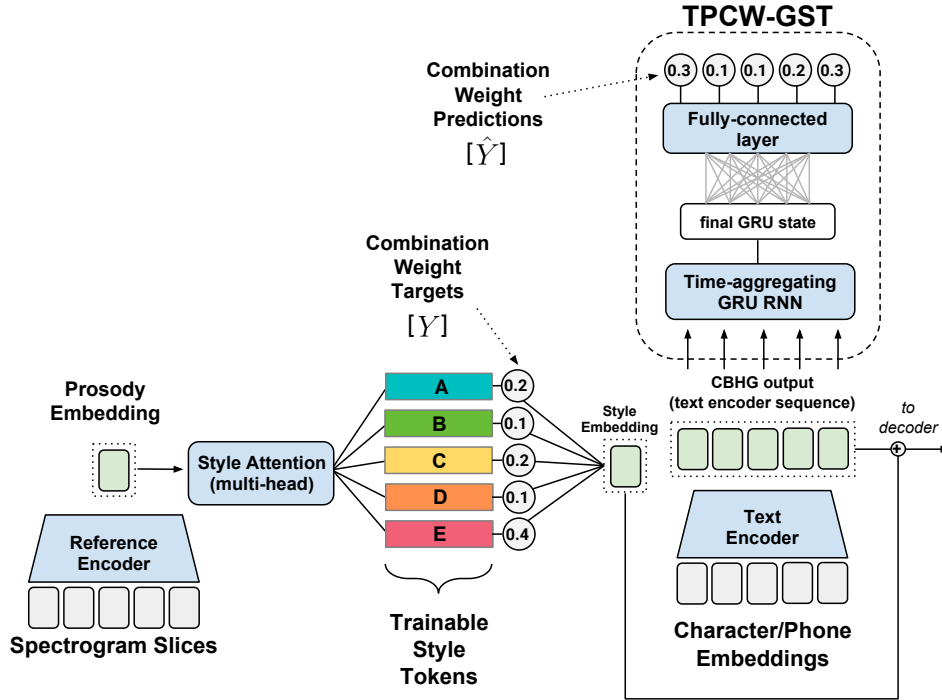 TPCW-GST
0.3 0.1 0.1 0.2 0.3
Combination
Weight
Predictions
[Ŷ]
Fully-connected
layer
final GRU state
Time-aggregating
GRU RNN
Combination
Weight
Targets
[Y]
CBHG output
(text encoder sequence)
to
decoder
Prosody
Embedding
Style Attention
(multi-head)
A 0.2
B 0.1
C 0.2
D 0.1
E 0.4
Style
Embedding
Reference
Encoder
Text
Encoder
Spectrogram Slices
Trainable
Style
Tokens
Character/Phone
Embeddings